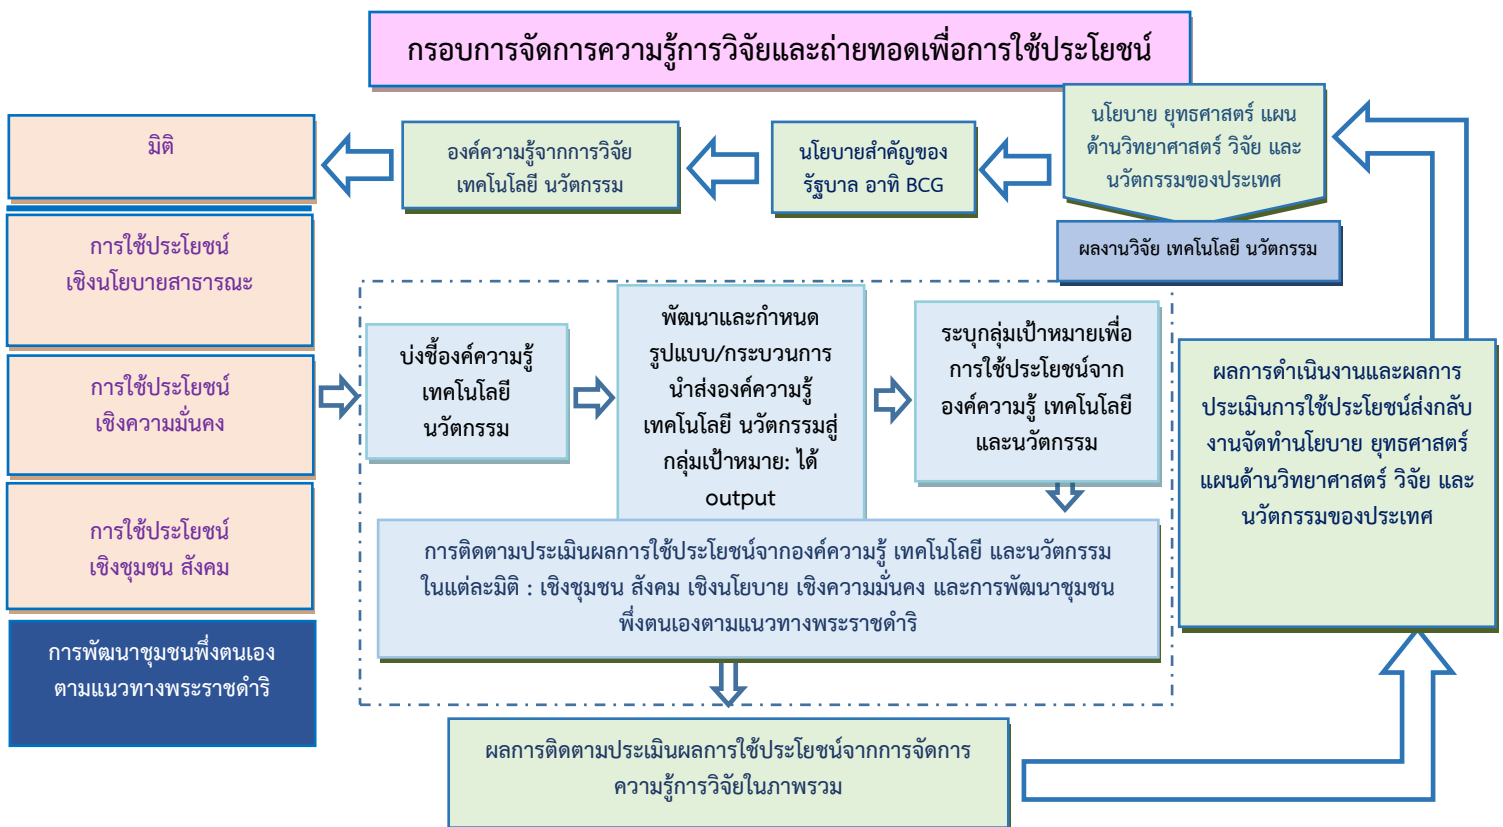 กรอบการจัดการความรู้การวิจัยและถ่ายทอดเพื่อการใช้ประโยชน์
นโยบาย ยุทธศาสตร์ แผน
ด้านวิทยาศาสตร์ วิจัย และ
นวัตกรรมของประเทศ
นโยบายสำคัญของ
รัฐบาล อาทิ BCG
องค์ความรู้จากการวิจัย
เทคโนโลยี นวัตกรรม
มิติ
ผลงานวิจัย เทคโนโลยี นวัตกรรม
การใช้ประโยชน์
เชิงนโยบายสาธารณะ
การใช้ประโยชน์
เชิงความมั่นคง
การใช้ประโยชน์
เชิงชุมชน สังคม
การพัฒนาชุมชนพึ่งตนเอง
ตามแนวทางพระราชดำริ
บ่งชี้องค์ความรู้
เทคโนโลยี
นวัตกรรม
พัฒนาและกำหนด
รูปแบบ/กระบวนการ
นำส่งองค์ความรู้
เทคโนโลยี นวัตกรรมสู่
กลุ่มเป้าหมาย: ได้
output
ระบุกลุ่มเป้าหมายเพื่อ
การใช้ประโยชน์จาก
องค์ความรู้ เทคโนโลยี
และนวัตกรรม
การติดตามประเมินผลการใช้ประโยชน์จากองค์ความรู้ เทคโนโลยี และนวัตกรรม
ในแต่ละมิติ : เชิงชุมชน สังคม เชิงนโยบาย เชิงความมั่นคง และการพัฒนาชุมชน
พึ่งตนเองตามแนวทางพระราชดำริ
ผลการติดตามประเมินผลการใช้ประโยชน์จากการจัดการ
ความรู้การวิจัยในภาพรวม
ผลการดำเนินงานและผลการ
ประเมินการใช้ประโยชน์ส่งกลับ
งานจัดทำนโยบาย ยุทธศาสตร์
แผนด้านวิทยาศาสตร์ วิจัย และ
นวัตกรรมของประเทศ